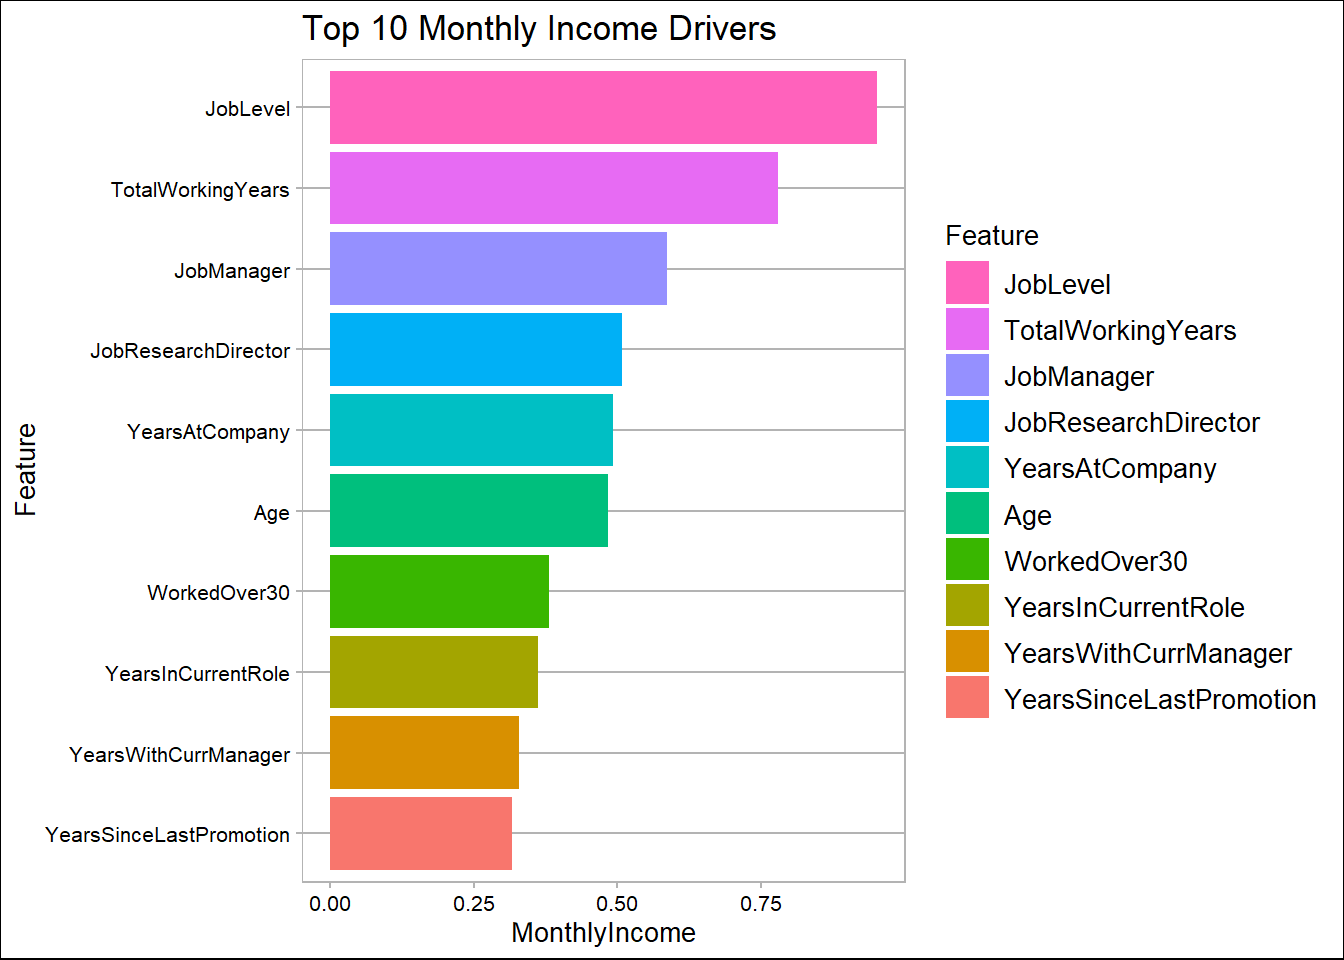 Top 10 Monthly Income Drivers
Feature
JobLevel
TotalWorkingYears
JobManager
JobResearchDirector
YearsAtCompany
Age
WorkedOver30
YearsInCurrentRole
YearsWithCurrManager
YearsSinceLastPromotion
0.00 0.25 0.50 0.75
MonthlyIncome
Feature
JobLevel
TotalWorkingYears
JobManager
JobResearchDirector
YearsAtCompany
Age
WorkedOver30
YearsInCurrentRole
YearsWithCurrManager
YearsSinceLastPromotion